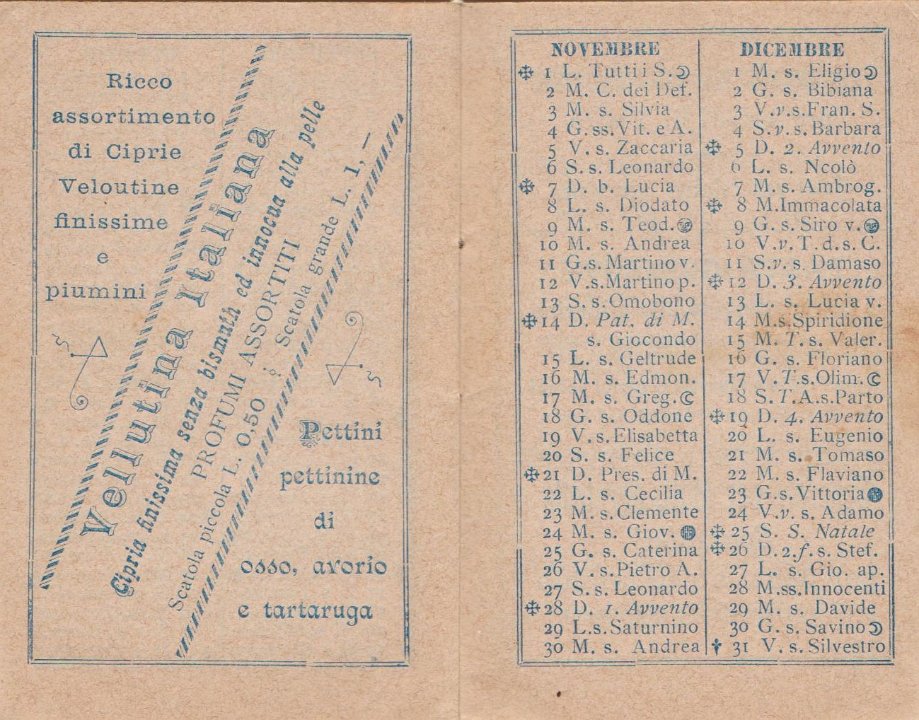 Ricco
assortimento
di Ciprie
Veloutine
finissime
e
piumini
Vellutina Italiana
Cipria finissima senza bismuth ed innocua alla pelle
PROFUMI ASSORTITI
Scatola piccola L. 0,50 : Scatola grande L. 1,—
Pettini
pettinine
di
osso, avorio
e tartaruga
NOVEMBRE
✠ 1 L. Tutti i S. ☽
2 M. C. dei Def.
3 M. s. Silvia
4 G. ss. Vit. e A.
5 V. s. Zaccaria
6 S. s. Leonardo
✠ 7 D. b. Lucia
8 L. s. Diodato
9 M. s. Teod.
10 M. s. Andrea
11 G. s. Martino v.
12 V. s. Martino p.
13 S. s. Omobono
✠ 14 D. Pat. di M.
s. Giocondo
15 L. s. Geltrude
16 M. s. Edmon.
17 M. s. Greg. ☾
18 G. s. Oddone
19 V. s. Elisabetta
20 S. s. Felice
✠ 21 D. Pres. di M.
22 L. s. Cecilia
23 M. s. Clemente
24 M. s. Giov.
25 G. s. Caterina
26 V. s. Pietro A.
27 S. s. Leonardo
✠ 28 D. 1. Avvento
29 L. s. Saturnino
30 M. s. Andrea
DICEMBRE
1 M. s. Eligio ☽
2 G. s. Bibiana
3 V. v. s. Fran. S.
4 S. v. s. Barbara
✠ 5 D. 2. Avvento
6 L. s. Ncolò
7 M. s. Ambrog.
✠ 8 M. Immacolata
9 G. s. Siro v.
10 V. v. T. d. s. C.
11 S. v. s. Damaso
✠ 12 D. 3. Avvento
13 L. s. Lucia v.
14 M. s. Spiridione
15 M. T. s. Valer.
16 G. s. Floriano
17 V. T. s. Olim. ☾
18 S. T. A. s. Parto
✠ 19 D. 4. Avvento
20 L. s. Eugenio
21 M. s. Tomaso
22 M. s. Flaviano
23 G. s. Vittoria
24 V. v. s. Adamo
✠ 25 S. S. Natale
✠ 26 D. 2. f. s. Stef.
27 L. s. Gio. ap.
28 M. ss. Innocenti
29 M. s. Davide
30 G. s. Savino ☽
✝ 31 V. s. Silvestro